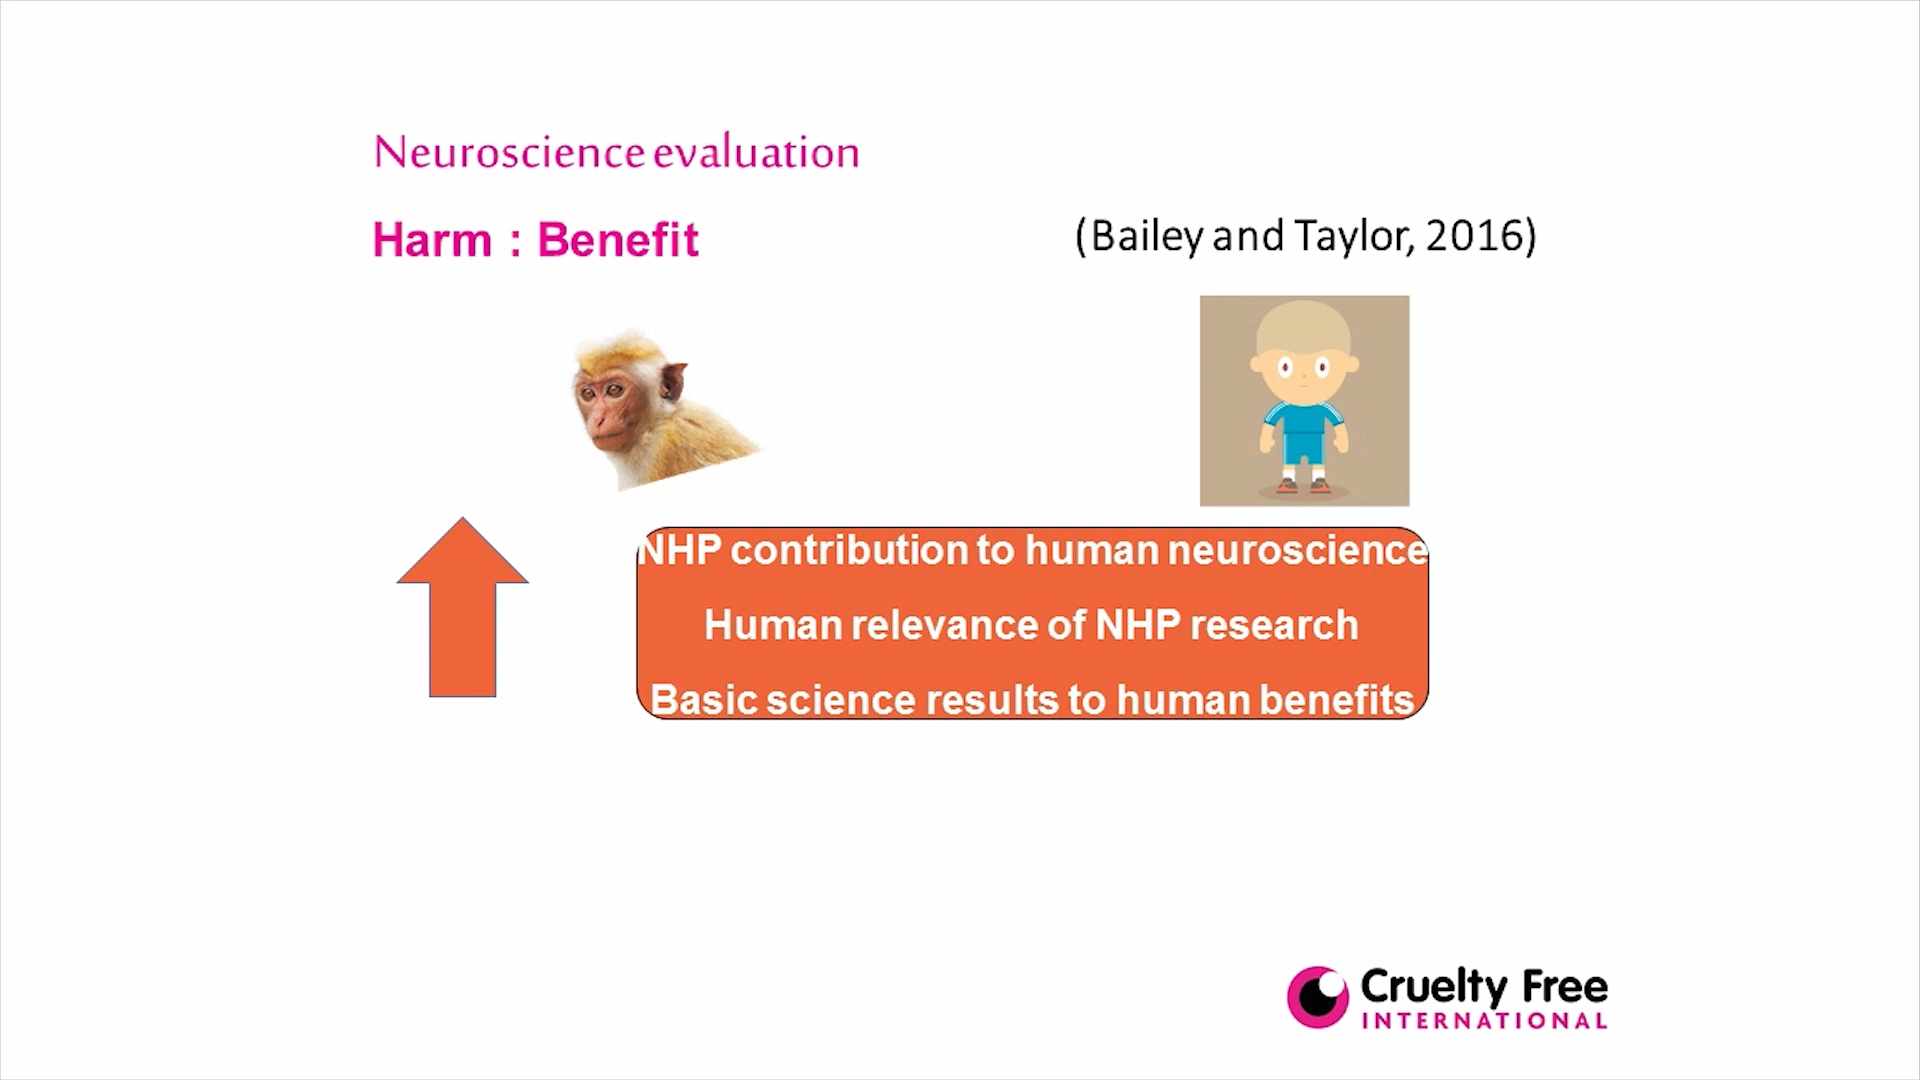 Neuroscience evaluation
Harm : Benefit
(Bailey and Taylor, 2016)
NHP contribution to human neuroscience
Human relevance of NHP research
Basic science results to human benefits
Cruelty Free
INTERNATIONAL